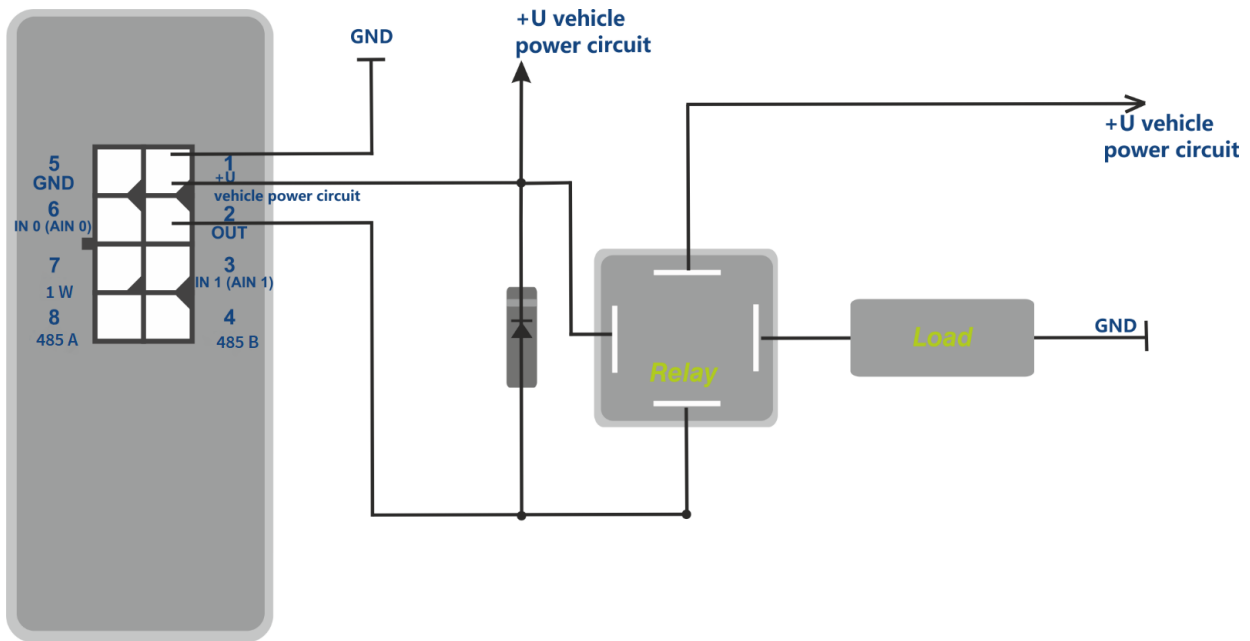 +U vehicle
power circuit
GND
+U vehicle
power circuit
5
GND
1
+U
vehicle power circuit
6
IN 0 (AIN 0)
2
OUT
7
1 W
3
IN 1 (AIN 1)
8
485 A
4
485 B
Relay
Load
GND